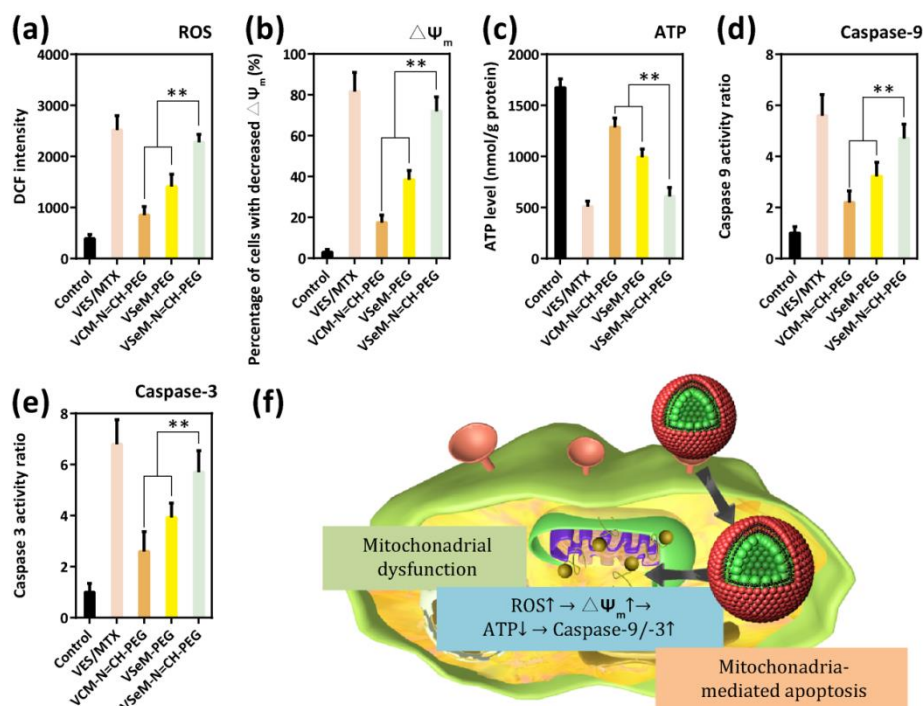 (a)
ROS
DCF intensity
4000
3000
2000
1000
0
**
Control
VES/MTX
VCM-N=CH-PEG
VSeM-PEG
VSeM-N=CH-PEG
(b)
△Ψm
Percentage of cells with decreased △Ψm(%)
100
80
60
40
20
0
**
Control
VES/MTX
VCM-N=CH-PEG
VSeM-PEG
VSeM-N=CH-PEG
(c)
ATP
ATP level (nmol/g protein)
2000
1500
1000
500
0
**
Control
VES/MTX
VCM-N=CH-PEG
VSeM-PEG
VSeM-N=CH-PEG
(d)
Caspase-9
Caspase 9 activity ratio
8
6
4
2
0
**
Control
VES/MTX
VCM-N=CH-PEG
VSeM-PEG
VSeM-N=CH-PEG
(e)
Caspase-3
Caspase 3 activity ratio
8
6
4
2
0
**
Control
VES/MTX
VCM-N=CH-PEG
VSeM-PEG
VSeM-N=CH-PEG
(f)
Mitochonadrial
dysfunction
ROS↑ → △Ψm↑→
ATP↓ → Caspase-9/-3↑
Mitochonadria-
mediated apoptosis